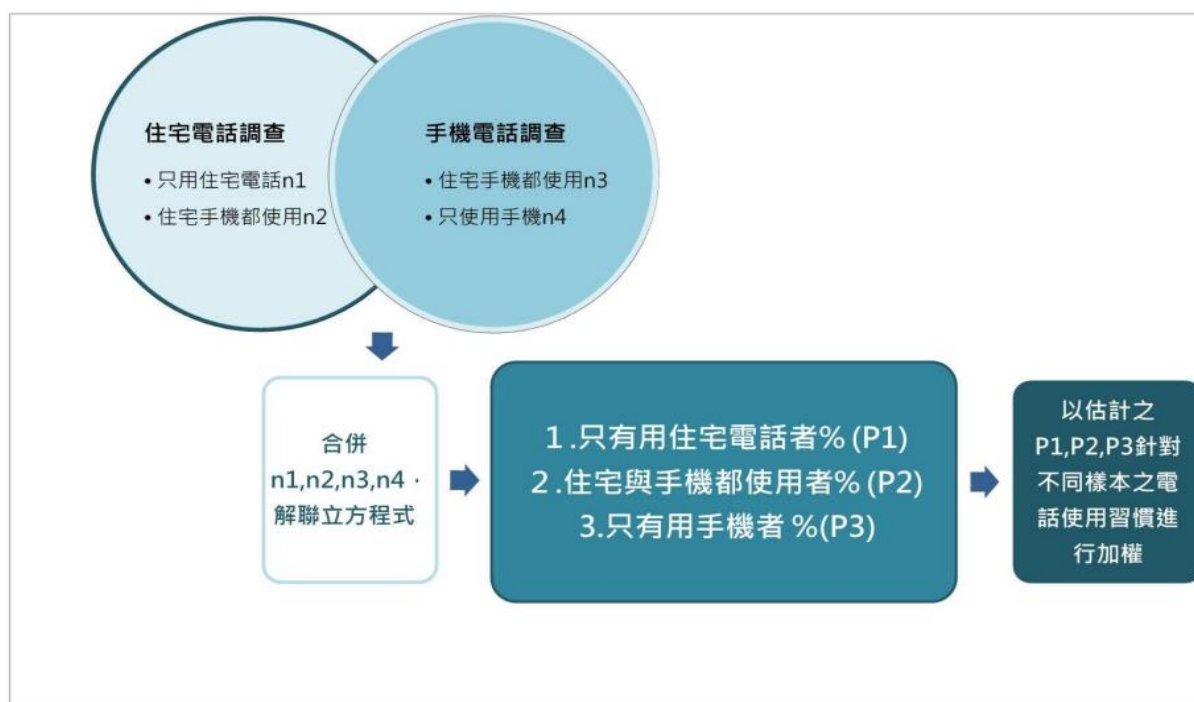 住宅電話調查
• 只用住宅電話n1
• 住宅手機都使用n2
手機電話調查
• 住宅手機都使用n3
• 只使用手機n4
合併
n1,n2,n3,n4，
解聯立方程式
1.只有用住宅電話者%(P1)
2.住宅與手機都使用者%(P2)
3.只有用手機者 %(P3)
以估計之
P1,P2,P3針對
不同樣本之電
話使用習慣進
行加權